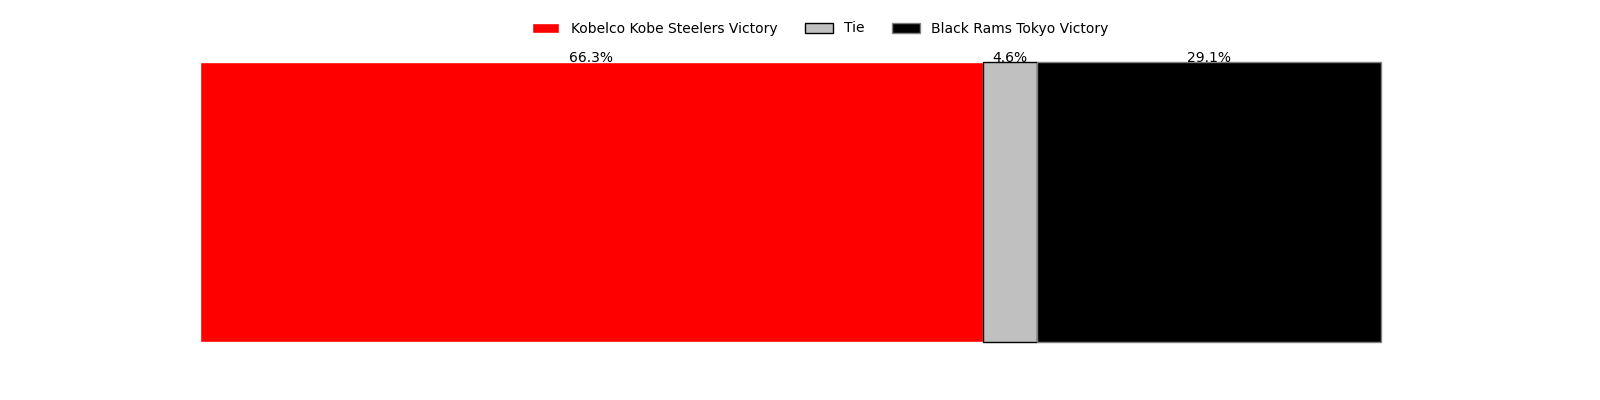 Kobelco Kobe Steelers Victory Tie Black Rams Tokyo Victory
66.3% 4.6% 29.1%